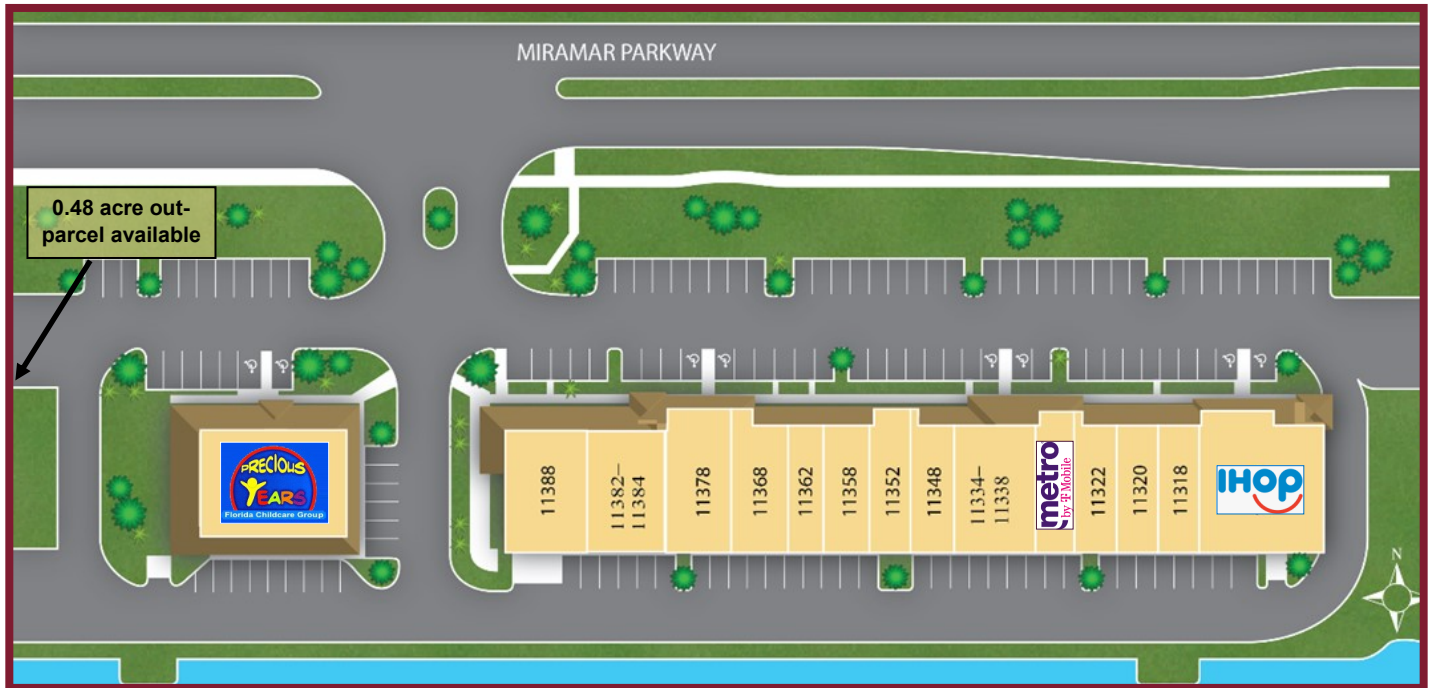 MIRAMAR PARKWAY
0.48 acre out-
parcel available
PRECIOUS
YEARS
Florida Childcare Group
11388
11382–
11384
11378
11368
11362
11358
11352
11348
11334–
11338
metro
by T Mobile
11322
11320
11318
IHOP
N